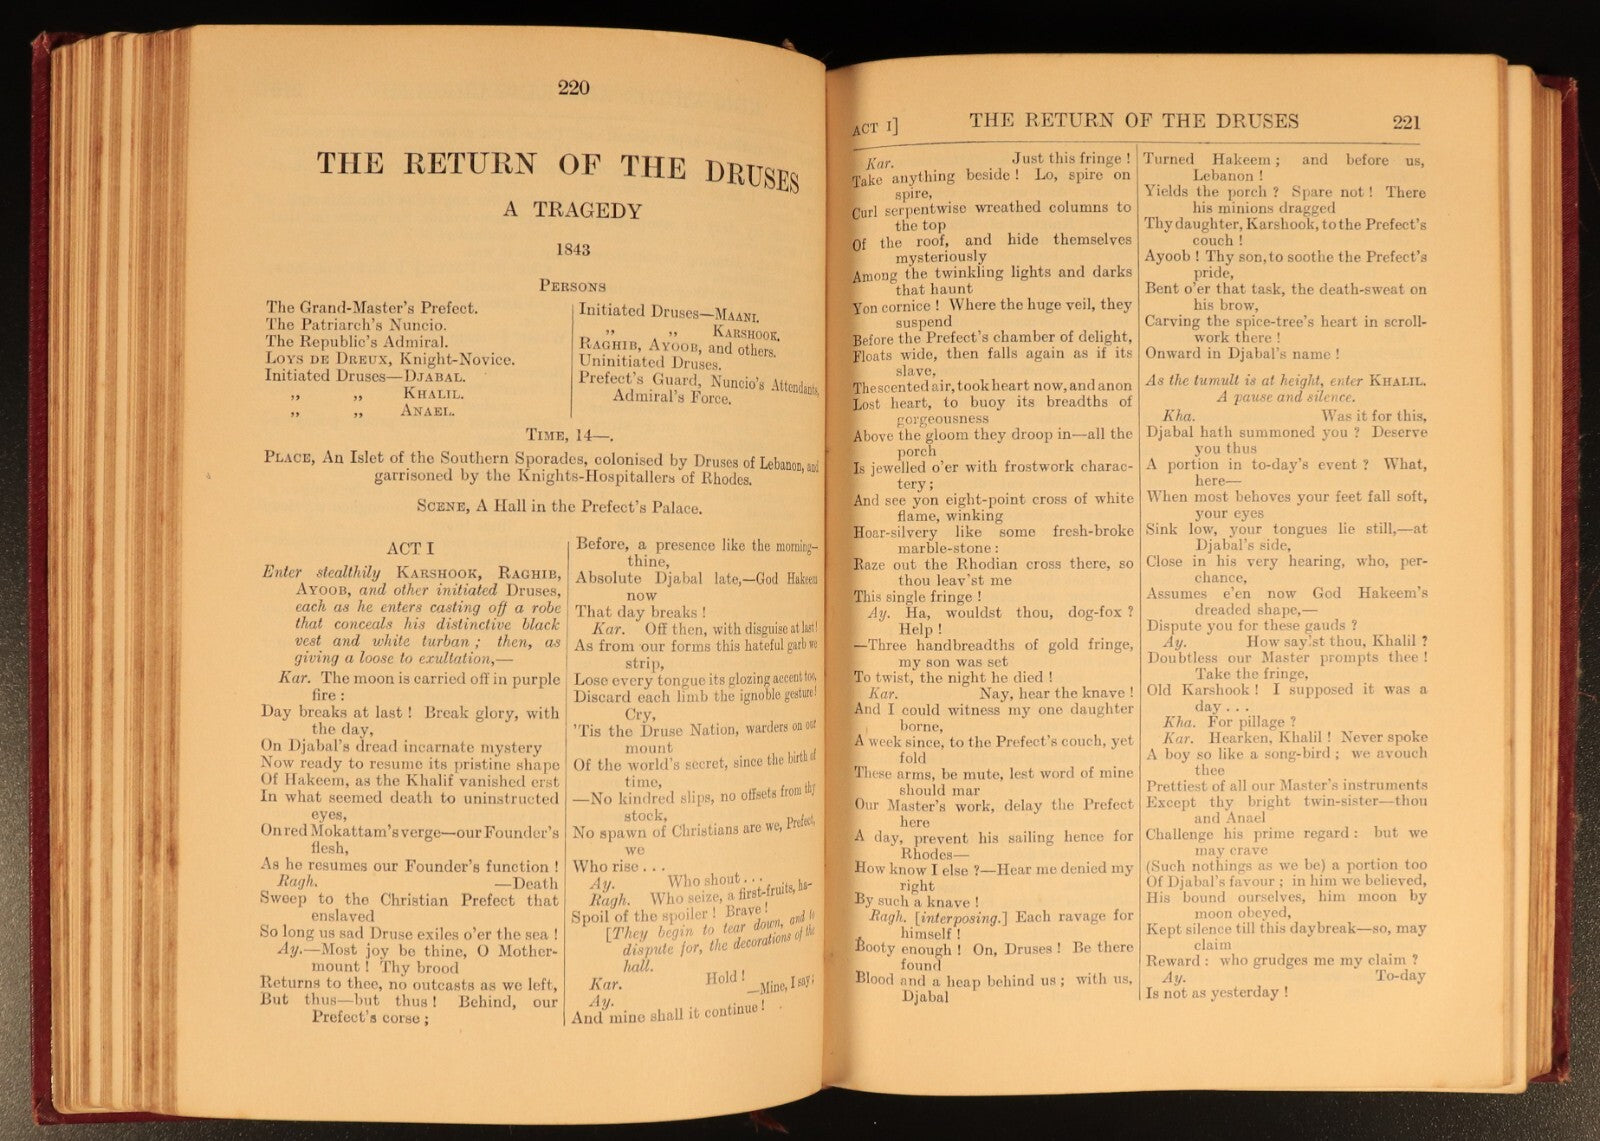 220
THE RETURN OF THE DRUSES
A TRAGEDY
1843
PERSONS
The Grand-Master's Prefect.
The Patriarch's Nuncio.
The Republic's Admiral.
LOYS DE DREUX, Knight-Novice.
Initiated Druses—DJABAL.
„ „ KHALIL.
„ „ ANAEL.
Initiated Druses—MAANI.
„ „ KARSHOOK.
RAGHIB, AYOOB, and others.
Uninitiated Druses.
Prefect's Guard, Nuncio's Attendants,
Admiral's Force.
TIME, 14—.
PLACE, An Islet of the Southern Sporades, colonised by Druses of Lebanon, and
garrisoned by the Knights-Hospitallers of Rhodes.
SCENE, A Hall in the Prefect's Palace.
ACT I
Enter stealthily KARSHOOK, RAGHIB,
AYOOB, and other initiated Druses,
each as he enters casting off a robe
that conceals his distinctive black
vest and white turban; then, as
giving a loose to exultation,—
Kar. The moon is carried off in purple
fire:
Day breaks at last! Break glory, with
the day,
On Djabal's dread incarnate mystery
Now ready to resume its pristine shape
Of Hakeem, as the Khalif vanished erst
In what seemed death to uninstructed
eyes,
On red Mokattam's verge—our Founder's
flesh,
As he resumes our Founder's function!
Ragh. —Death
Sweep to the Christian Prefect that
enslaved
So long us sad Druse exiles o'er the sea!
Ay.—Most joy be thine, O Mother-
mount! Thy brood
Returns to thee, no outcasts as we left,
But thus—but thus! Behind, our
Prefect's corse;
Before, a presence like the morning—
thine,
Absolute Djabal late,—God Hakeem
now
That day breaks!
Kar. Off then, with disguise at last!
As from our forms this hateful garb we
strip,
Lose every tongue its glozing accent too,
Discard each limb the ignoble gesture!
Cry,
'Tis the Druse Nation, warders on our
mount
Of the world's secret, since the birth of
time,
—No kindred slips, no offsets from thy
stock,
No spawn of Christians are we, Prefect,
we
Who rise...
Ay. Who shout...
Ragh. Who seize, a first-fruits, ha-
Spoil of the spoiler! Brave!
[They begin to tear down, and to
dispute for, the decorations of the
hall.
Kar. Hold!
Ay. —Mine, I say;
And mine shall it continue!
ACT I] THE RETURN OF THE DRUSES 221
Kar. Just this fringe!
Take anything beside! Lo, spire on
spire,
Curl serpentwise wreathed columns to
the top
Of the roof, and hide themselves
mysteriously
Among the twinkling lights and darks
that haunt
Yon cornice! Where the huge veil, they
suspend
Before the Prefect's chamber of delight,
Floats wide, then falls again as if its
slave,
The scented air, took heart now, and anon
Lost heart, to buoy its breadths of
gorgeousness
Above the gloom they droop in—all the
porch
Is jewelled o'er with frostwork charac-
tery;
And see yon eight-point cross of white
flame, winking
Hoar-silvery like some fresh-broke
marble-stone:
Raze out the Rhodian cross there, so
thou leav'st me
This single fringe!
Ay. Ha, wouldst thou, dog-fox?
Help!
—Three handbreadths of gold fringe,
my son was set
To twist, the night he died!
Kar. Nay, hear the knave!
And I could witness my one daughter
borne,
A week since, to the Prefect's couch, yet
fold
These arms, be mute, lest word of mine
should mar
Our Master's work, delay the Prefect
here
A day, prevent his sailing hence for
Rhodes—
How know I else?—Hear me denied my
right
By such a knave!
Ragh. [interposing.] Each ravage for
himself!
Booty enough! On, Druses! Be there
found
Blood and a heap behind us; with us,
Djabal
Turned Hakeem; and before us,
Lebanon!
Yields the porch? Spare not! There
his minions dragged
Thy daughter, Karshook, to the Prefect's
couch!
Ayoob! Thy son, to soothe the Prefect's
pride,
Bent o'er that task, the death-sweat on
his brow,
Carving the spice-tree's heart in scroll-
work there!
Onward in Djabal's name!
As the tumult is at height, enter KHALIL.
A pause and silence.
Kha. Was it for this,
Djabal hath summoned you? Deserve
you thus
A portion in to-day's event? What,
here—
When most behoves your feet fall soft,
your eyes
Sink low, your tongues lie still,—at
Djabal's side,
Close in his very hearing, who, per-
chance,
Assumes e'en now God Hakeem's
dreaded shape,—
Dispute you for these gauds?
Ay. How say'st thou, Khalil?
Doubtless our Master prompts thee!
Take the fringe,
Old Karshook! I supposed it was a
day...
Kha. For pillage?
Kar. Hearken, Khalil! Never spoke
A boy so like a song-bird; we avouch
thee
Prettiest of all our Master's instruments
Except thy bright twin-sister—thou
and Anael
Challenge his prime regard: but we
may crave
(Such nothings as we be) a portion too
Of Djabal's favour; in him we believed,
His bound ourselves, him moon by
moon obeyed,
Kept silence till this daybreak—so, may
claim
Reward: who grudges me my claim?
Ay. To-day
Is not as yesterday!